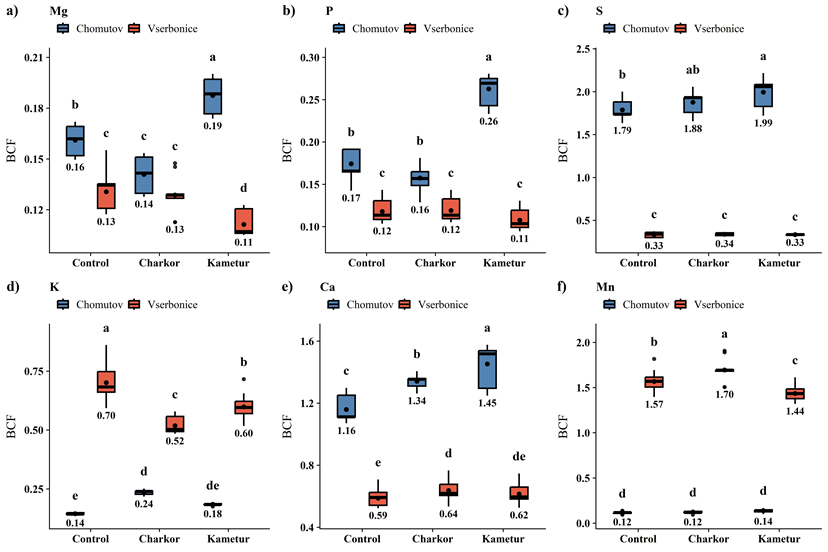 a) Mg
Chomutov Vserbonice
BCF
0.21
0.18
0.15
0.12
b
c
c
c
a
d
0.16
0.13
0.14
0.13
0.19
0.11
Control Charkor Kametur
b) P
Chomutov Vserbonice
BCF
0.30
0.25
0.20
0.15
0.10
b
c
b
c
a
c
0.17
0.12
0.16
0.12
0.26
0.11
Control Charkor Kametur
c) S
Chomutov Vserbonice
BCF
2.5
2.0
1.5
1.0
0.5
b
c
ab
c
a
c
1.79
0.33
1.88
0.34
1.99
0.33
Control Charkor Kametur
d) K
Chomutov Vserbonice
BCF
0.75
0.50
0.25
e
a
d
c
de
b
0.14
0.70
0.24
0.52
0.18
0.60
Control Charkor Kametur
e) Ca
Chomutov Vserbonice
BCF
1.6
1.2
0.8
0.4
c
e
b
d
a
de
1.16
0.59
1.34
0.64
1.45
0.62
Control Charkor Kametur
f) Mn
Chomutov Vserbonice
BCF
2.0
1.5
1.0
0.5
0.0
d
b
d
a
d
c
0.12
1.57
0.12
1.70
0.14
1.44
Control Charkor Kametur